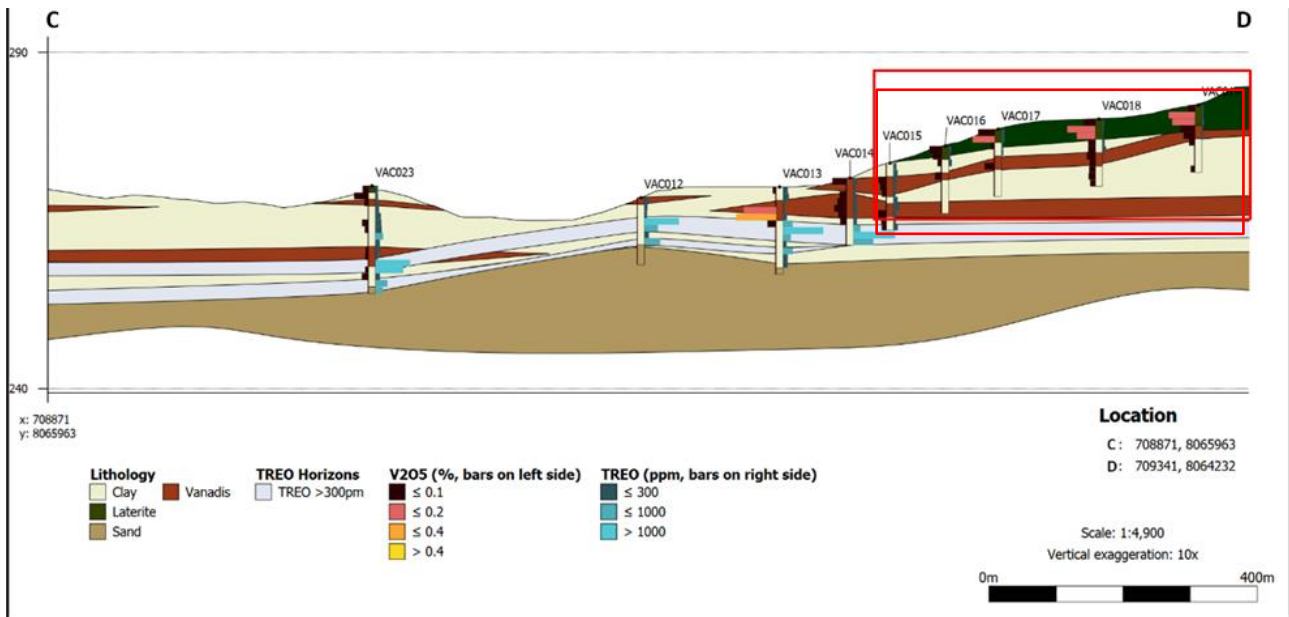 C
D
290
VAC018
VAC017
VAC016
VAC015
VAC014
VAC023
VAC013
VAC012
240
x: 708871
y: 8065963
Location
C: 708871, 8065963
D: 709341, 8064232
Lithology
Clay
Vanadis
Laterite
Sand
TREO Horizons
TREO >300pm
V2O5 (%, bars on left side)
≤ 0.1
≤ 0.2
≤ 0.4
> 0.4
TREO (ppm, bars on right side)
≤ 300
≤ 1000
> 1000
Scale: 1:4,900
Vertical exaggeration: 10x
0m
400m